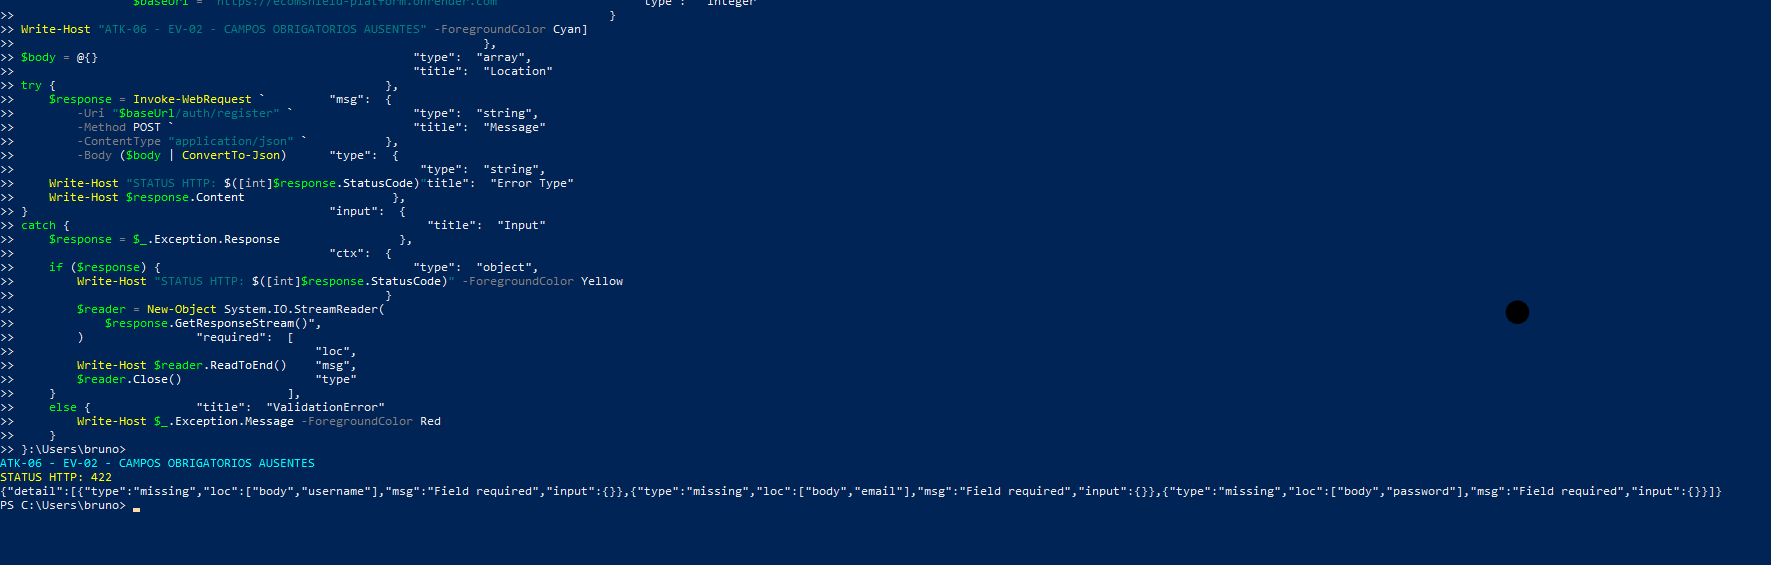 $baseUrl = "https://ecomshield-platform.onrender.com" "type": "integer"
>> }
>> Write-Host "ATK-06 - EV-02 - CAMPOS OBRIGATORIOS AUSENTES" -ForegroundColor Cyan]
>> },
>> $body = @{} "type": "array",
>> "title": "Location"
>> try { },
>> $response = Invoke-WebRequest ` "msg": {
>> -Uri "$baseUrl/auth/register" ` "type": "string",
>> -Method POST ` "title": "Message"
>> -ContentType "application/json" ` },
>> -Body ($body | ConvertTo-Json) "type": {
>> "type": "string",
>> Write-Host "STATUS HTTP: $([int]$response.StatusCode)"title": "Error Type"
>> Write-Host $response.Content },
>> } "input": {
>> catch { "title": "Input"
>> $response = $_.Exception.Response },
>> "ctx": {
>> if ($response) { "type": "object",
>> Write-Host "STATUS HTTP: $([int]$response.StatusCode)" -ForegroundColor Yellow
>> }
>> $reader = New-Object System.IO.StreamReader(
>> $response.GetResponseStream()",
>> ) "required": [
>> "loc",
>> Write-Host $reader.ReadToEnd() "msg",
>> $reader.Close() "type"
>> } ],
>> else { "title": "ValidationError"
>> Write-Host $_.Exception.Message -ForegroundColor Red
>> }
>> }:\Users\bruno>
ATK-06 - EV-02 - CAMPOS OBRIGATORIOS AUSENTES
STATUS HTTP: 422
{"detail":[{"type":"missing","loc":["body","username"],"msg":"Field required","input":{}},{"type":"missing","loc":["body","email"],"msg":"Field required","input":{}},{"type":"missing","loc":["body","password"],"msg":"Field required","input":{}}]}
PS C:\Users\bruno>